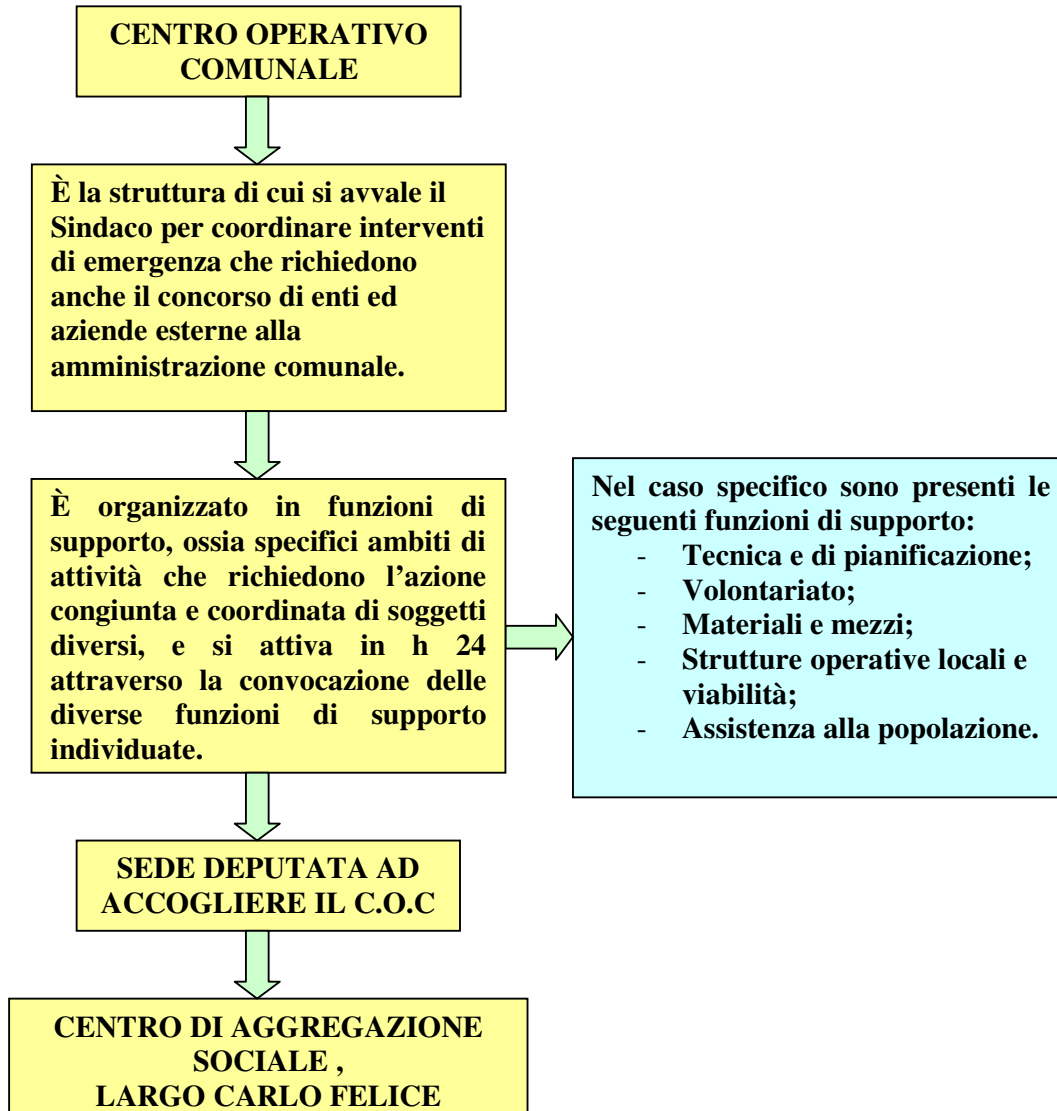 CENTRO OPERATIVO
COMUNALE
È la struttura di cui si avvale il
Sindaco per coordinare interventi
di emergenza che richiedono
anche il concorso di enti ed
aziende esterne alla
amministrazione comunale.
È organizzato in funzioni di
supporto, ossia specifici ambiti di
attività che richiedono l’azione
congiunta e coordinata di soggetti
diversi, e si attiva in h 24
attraverso la convocazione delle
diverse funzioni di supporto
individuate.
Nel caso specifico sono presenti le
seguenti funzioni di supporto:
- Tecnica e di pianificazione;
- Volontariato;
- Materiali e mezzi;
- Strutture operative locali e
viabilità;
- Assistenza alla popolazione.
SEDE DEPUTATA AD
ACCOGLIERE IL C.O.C
CENTRO DI AGGREGAZIONE
SOCIALE ,
LARGO CARLO FELICE